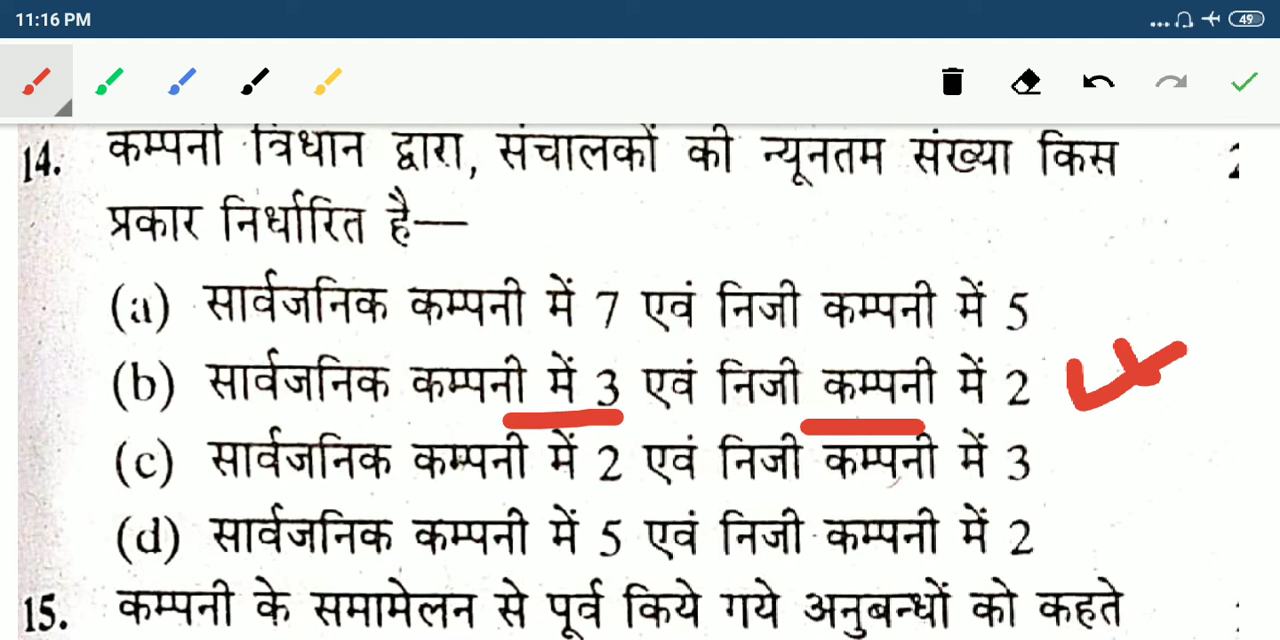 11:16 PM
49
14. कम्पनी विधान द्वारा, संचालकों की न्यूनतम संख्या किस
प्रकार निर्धारित है—
(a) सार्वजनिक कम्पनी में 7 एवं निजी कम्पनी में 5
(b) सार्वजनिक कम्पनी में 3 एवं निजी कम्पनी में 2
(c) सार्वजनिक कम्पनी में 2 एवं निजी कम्पनी में 3
(d) सार्वजनिक कम्पनी में 5 एवं निजी कम्पनी में 2
15. कम्पनी के समामेलन से पूर्व किये गये अनुबन्धों को कहते